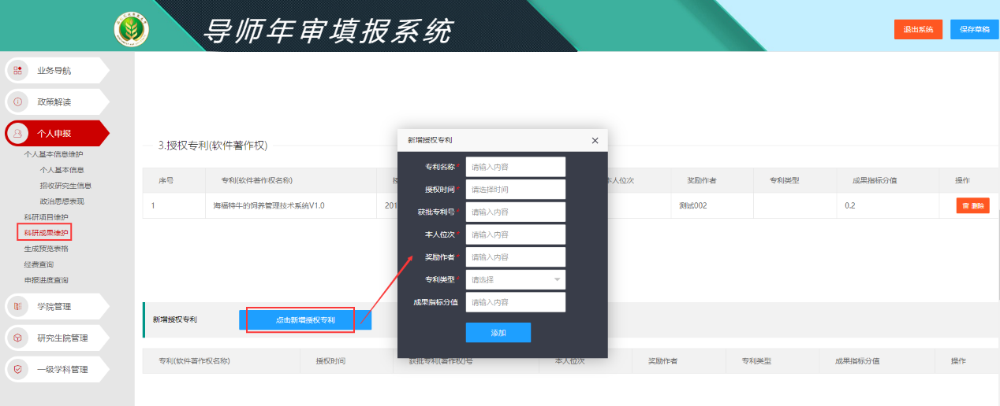 导师年审填报系统
退出系统
保存草稿
业务导航
政策解读
个人申报
个人基本信息维护
个人基本信息
招收研究生信息
政治思想表现
科研项目维护
科研成果维护
生成预览表格
经费查询
申报进度查询
学院管理
研究生院管理
一级学科管理
3.授权专利(软件著作权)
序号 专利(软件著作权名称) 本人位次 奖励作者 专利类型 成果指标分值 操作
1 海福特牛的饲养管理技术系统V1.0 201 测试002 0.2 删除
新增授权专利
专利名称* 请输入内容
授权时间* 请选择时间
获批专利号* 请输入内容
本人位次* 请输入内容
奖励作者* 请输入内容
专利类型* 请选择
成果指标分值 请输入内容
添加
新增授权专利 点击新增授权专利
专利(软件著作权名称) 授权时间 获批专利(著作权)号 本人位次 奖励作者 专利类型 成果指标分值 操作